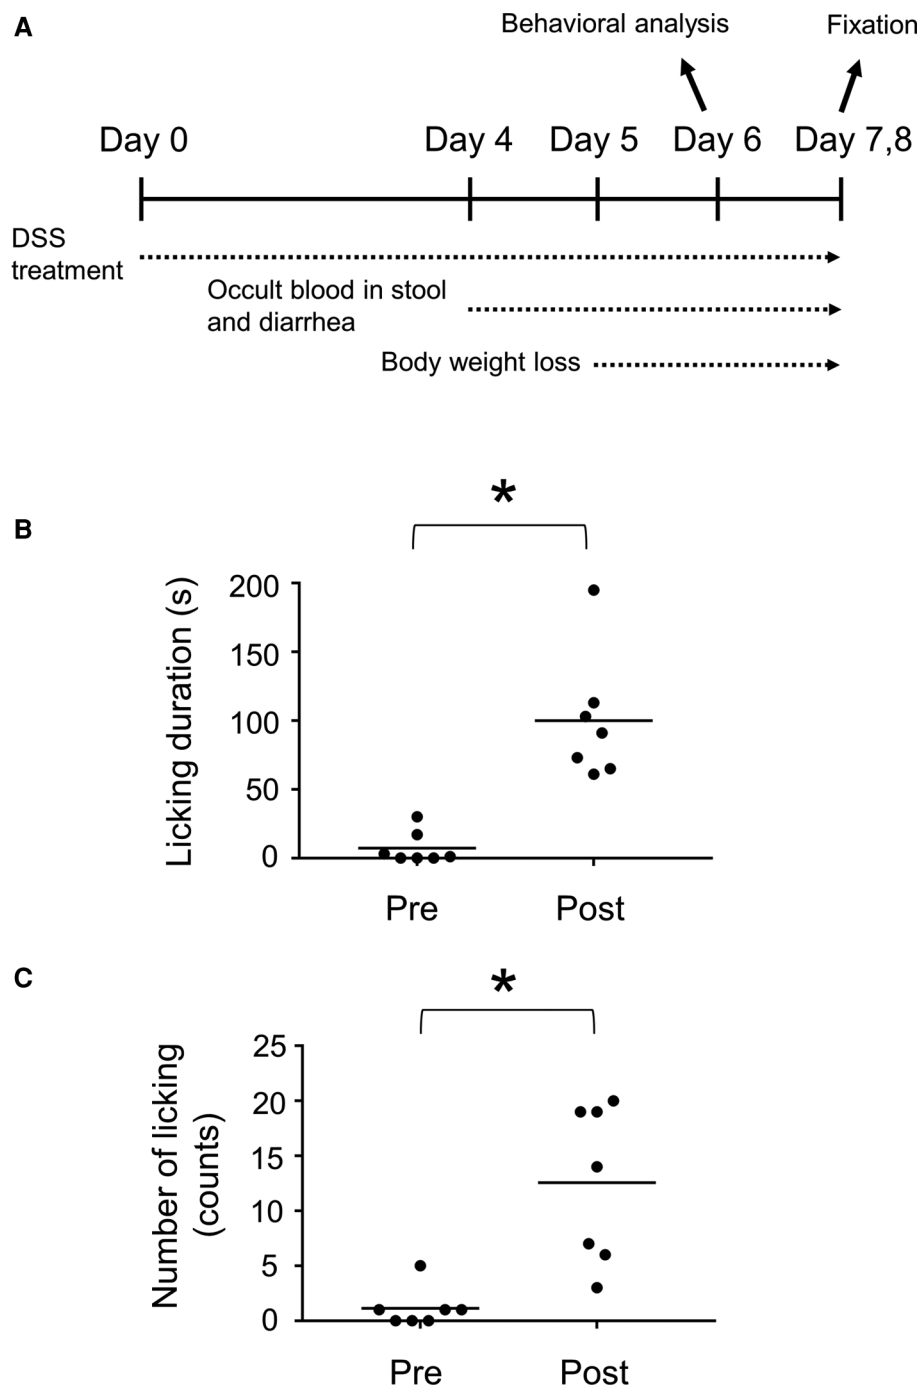 A
Behavioral analysis
Fixation
Day 0
Day 4
Day 5
Day 6
Day 7,8
DSS
treatment
Occult blood in stool
and diarrhea
Body weight loss
B
*
Licking duration (s)
200
150
100
50
0
Pre
Post
C
*
Number of licking
(counts)
25
20
15
10
5
0
Pre
Post